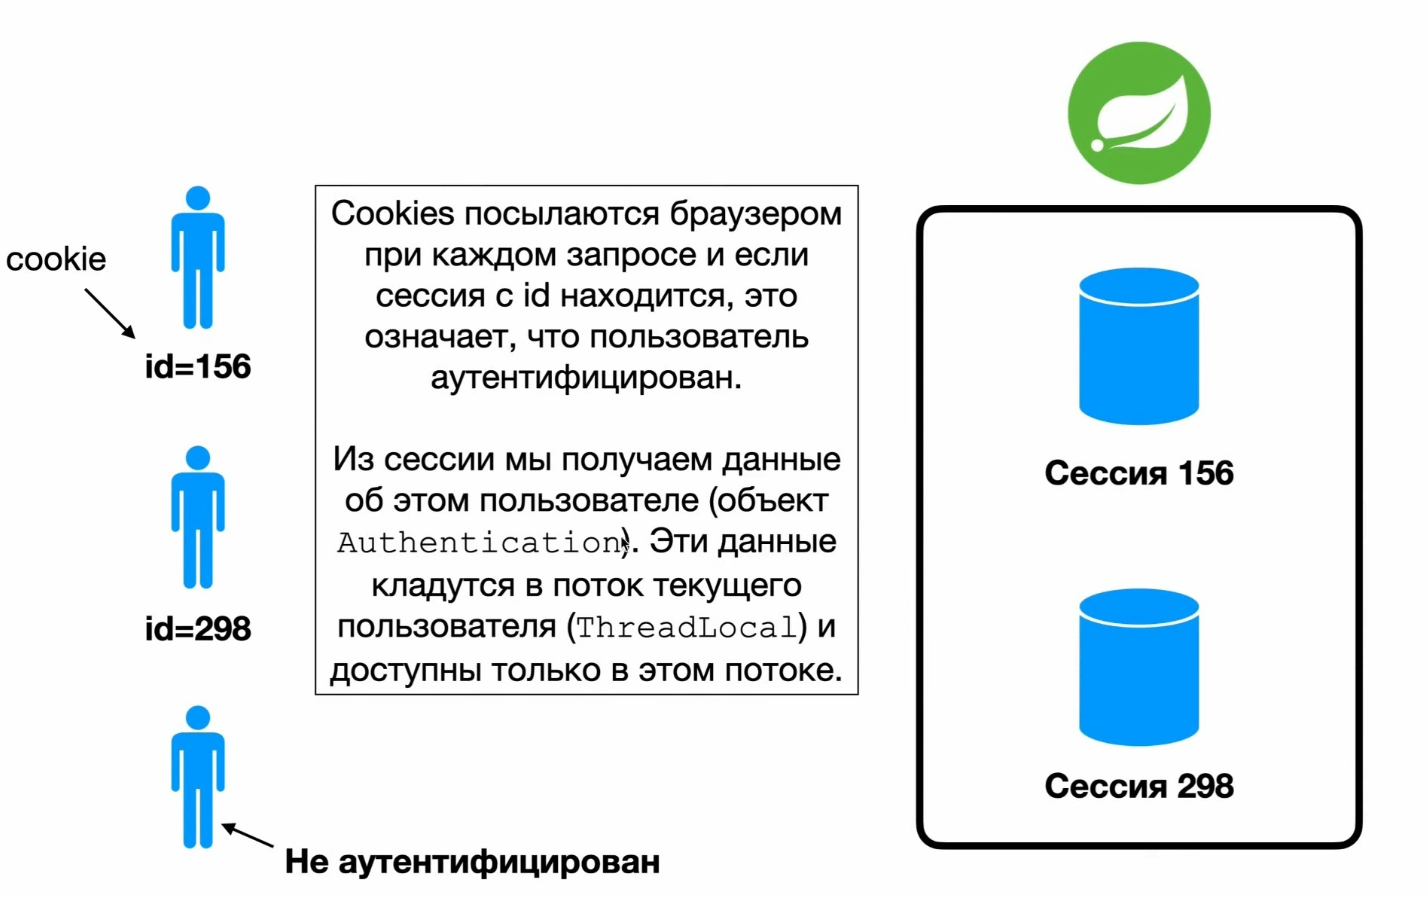 cookie
id=156
id=298
Не аутентифицирован
Cookies посылаются браузером
при каждом запросе и если
сессия с id находится, это
означает, что пользователь
аутентифицирован.
Из сессии мы получаем данные
об этом пользователе (объект
Authentication). Эти данные
кладутся в поток текущего
пользователя (ThreadLocal) и
доступны только в этом потоке.
Сессия 156
Сессия 298